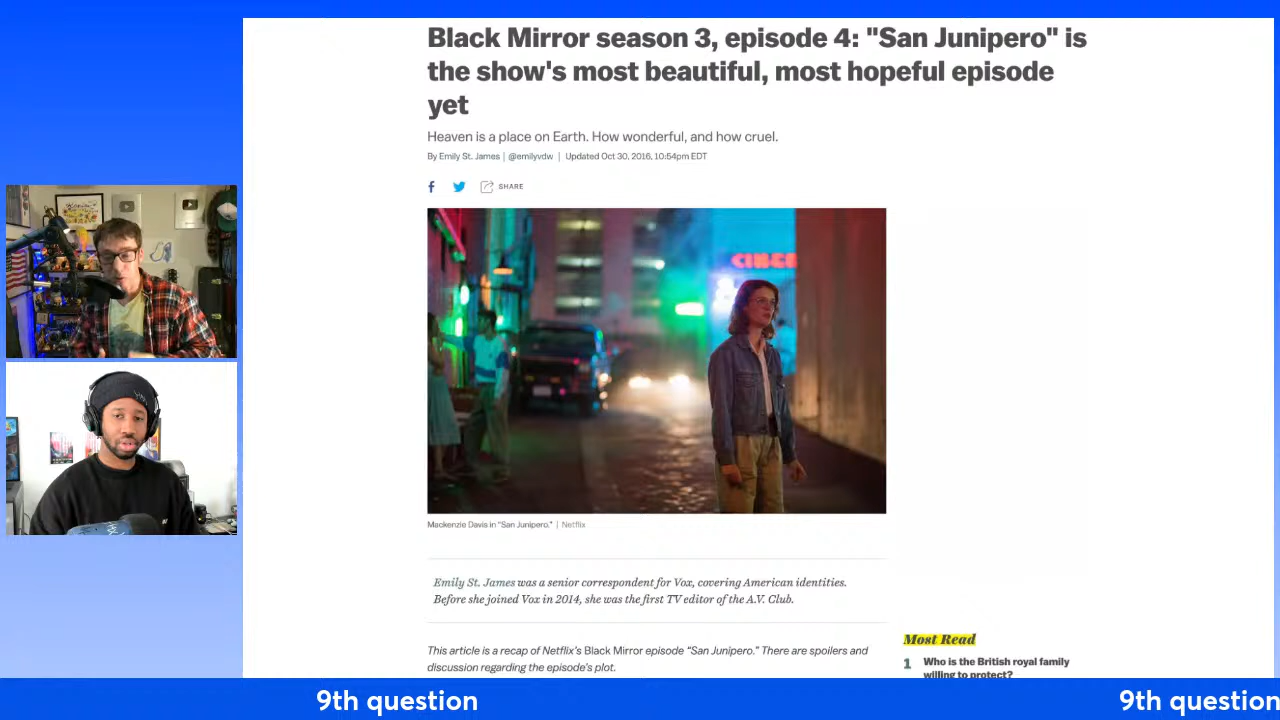 Black Mirror season 3, episode 4: "San Junipero" is
the show's most beautiful, most hopeful episode
yet
Heaven is a place on Earth. How wonderful, and how cruel.
By Emily St. James | @emilyvdw | Updated Oct 30, 2016, 10:54pm EDT
SHARE
Mackenzie Davis in “San Junipero.” | Netflix
Emily St. James was a senior correspondent for Vox, covering American identities.
Before she joined Vox in 2014, she was the first TV editor of the A.V. Club.
This article is a recap of Netflix’s Black Mirror episode “San Junipero.” There are spoilers and
discussion regarding the episode’s plot.
Most Read
1 Who is the British royal family
willing to protect?
9th question 9th question